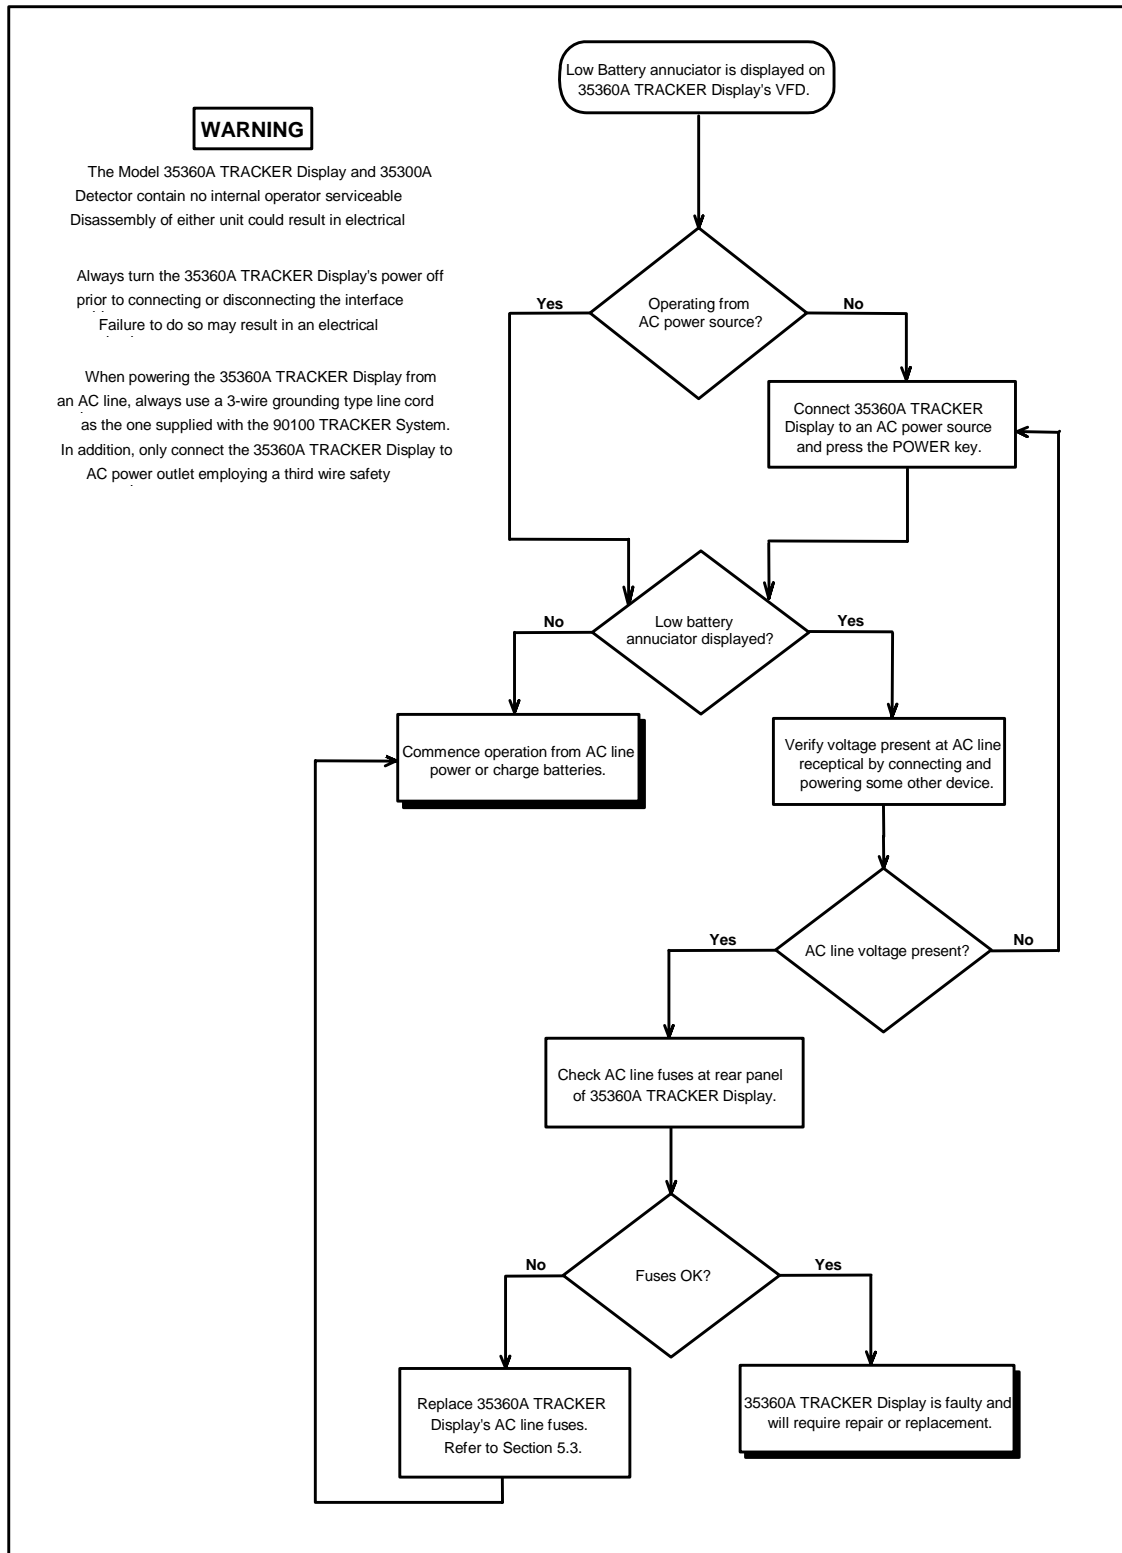 Low Battery annuciator is displayed on
35360A TRACKER Display's VFD.
WARNING
The Model 35360A TRACKER Display and 35300A
Detector contain no internal operator serviceable
Disassembly of either unit could result in electrical
Always turn the 35360A TRACKER Display's power off
prior to connecting or disconnecting the interface
Failure to do so may result in an electrical
When powering the 35360A TRACKER Display from
an AC line, always use a 3-wire grounding type line cord
as the one supplied with the 90100 TRACKER System.
In addition, only connect the 35360A TRACKER Display to
AC power outlet employing a third wire safety
Yes
Operating from
AC power source?
No
Connect 35360A TRACKER
Display to an AC power source
and press the POWER key.
No
Low battery
annuciator displayed?
Yes
Commence operation from AC line
power or charge batteries.
Verify voltage present at AC line
receptical by connecting and
powering some other device.
Yes
AC line voltage present?
No
Check AC line fuses at rear panel
of 35360A TRACKER Display.
No
Fuses OK?
Yes
Replace 35360A TRACKER
Display's AC line fuses.
Refer to Section 5.3.
35360A TRACKER Display is faulty and
will require repair or replacement.